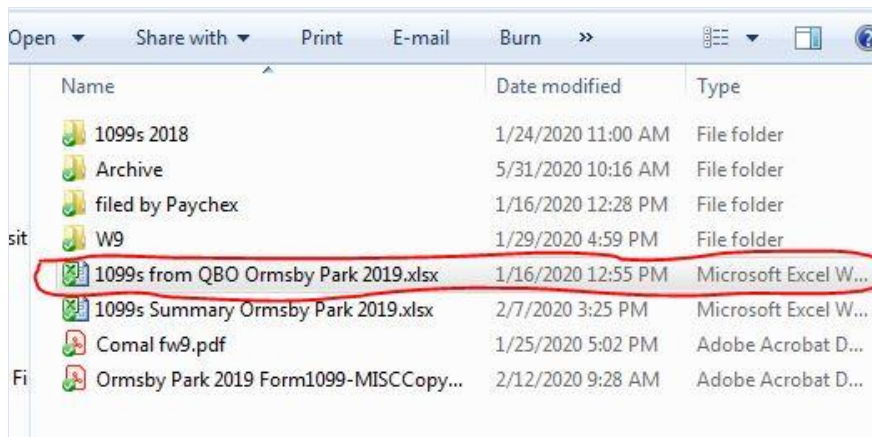 Open Share with Print E-mail Burn »
Name Date modified Type
1099s 2018 1/24/2020 11:00 AM File folder
Archive 5/31/2020 10:16 AM File folder
filed by Paychex 1/16/2020 12:28 PM File folder
sit W9 1/29/2020 4:59 PM File folder
1099s from QBO Ormsby Park 2019.xlsx 1/16/2020 12:55 PM Microsoft Excel W...
1099s Summary Ormsby Park 2019.xlsx 2/7/2020 3:25 PM Microsoft Excel W...
Comal fw9.pdf 1/25/2020 5:02 PM Adobe Acrobat D...
Fi Ormsby Park 2019 Form1099-MISCCopy... 2/12/2020 9:28 AM Adobe Acrobat D...